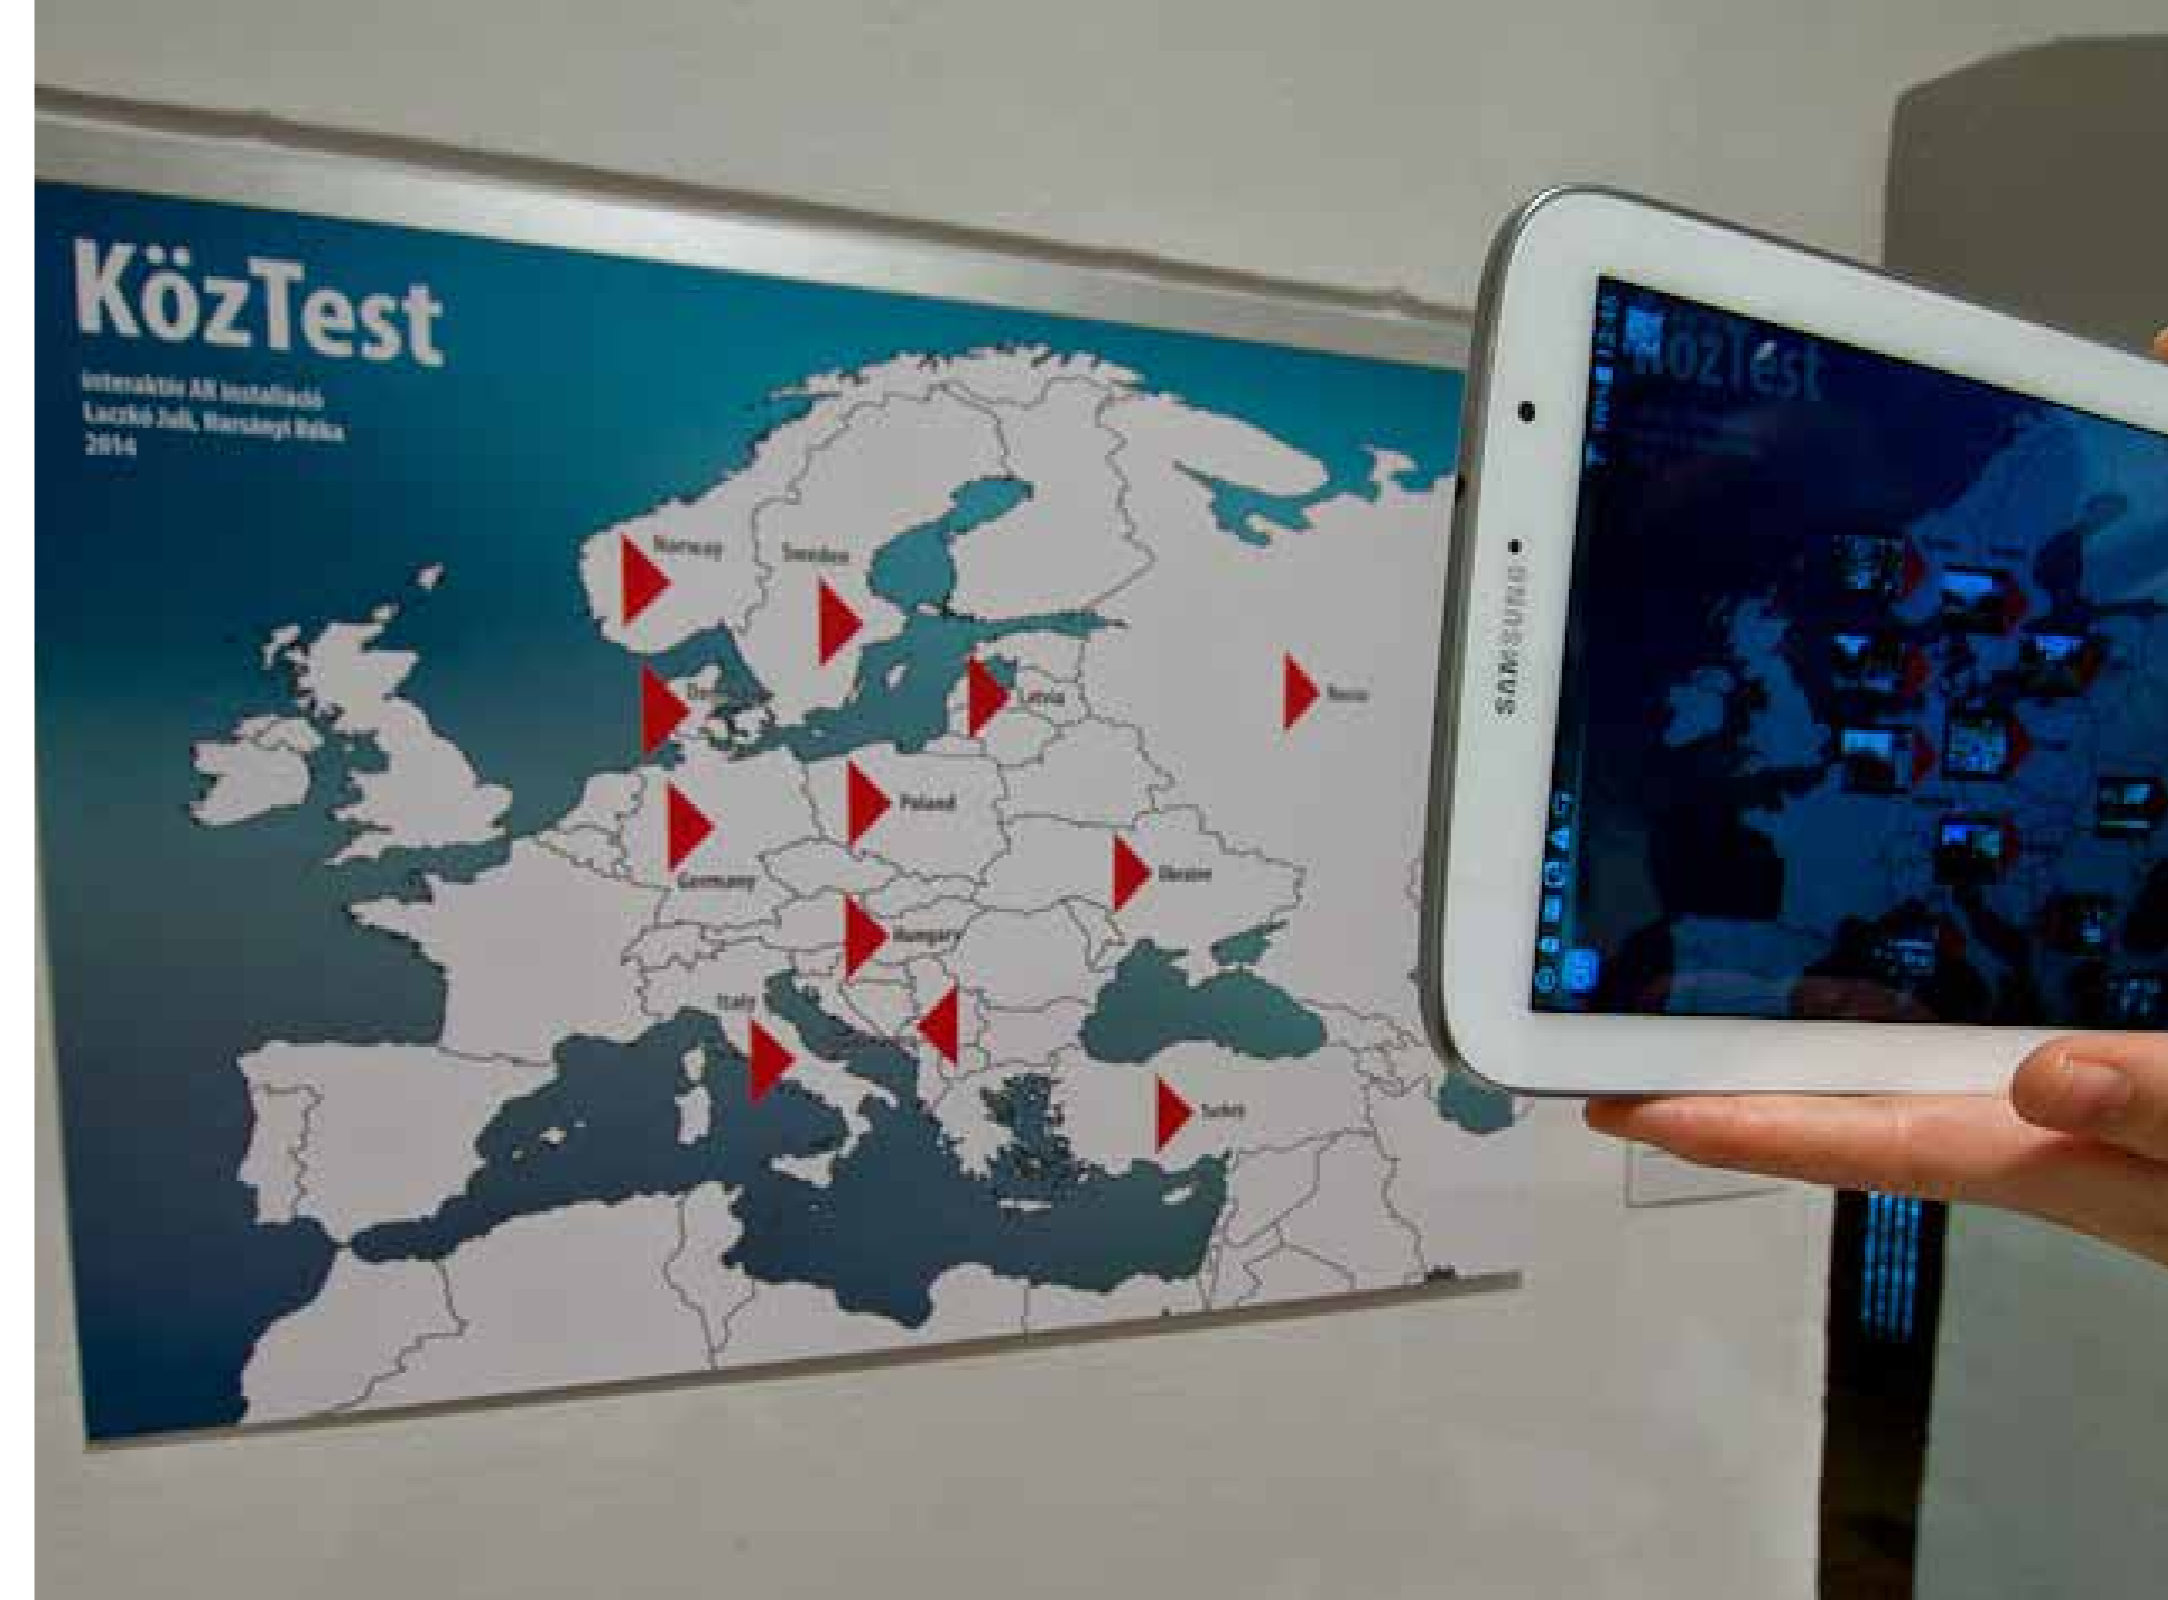 KözTest
Interaktív AR installáció
Laczkó Juli, Harsányi Réka
2014
Norway
Sweden
Latvia
Poland
Germany
Ukraine
Hungary
Italy
Turkey
SAMSUNG
KözTest